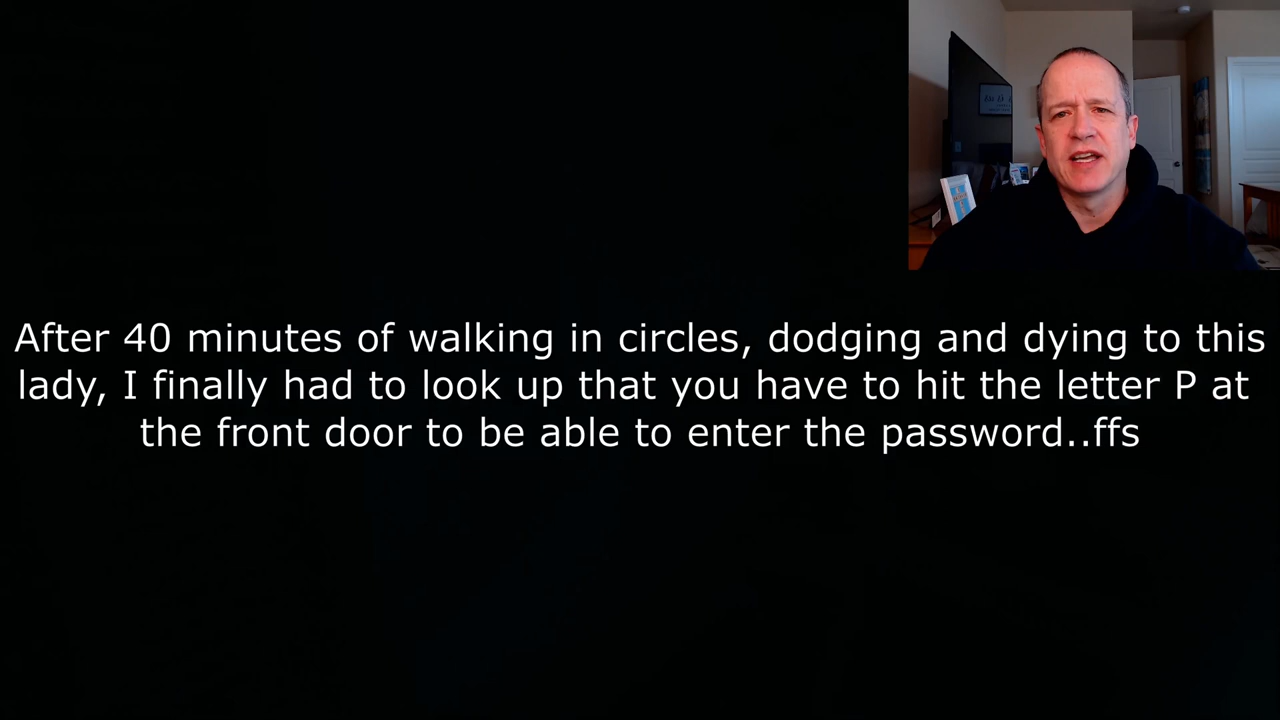 After 40 minutes of walking in circles, dodging and dying to this
lady, I finally had to look up that you have to hit the letter P at
the front door to be able to enter the password..ffs